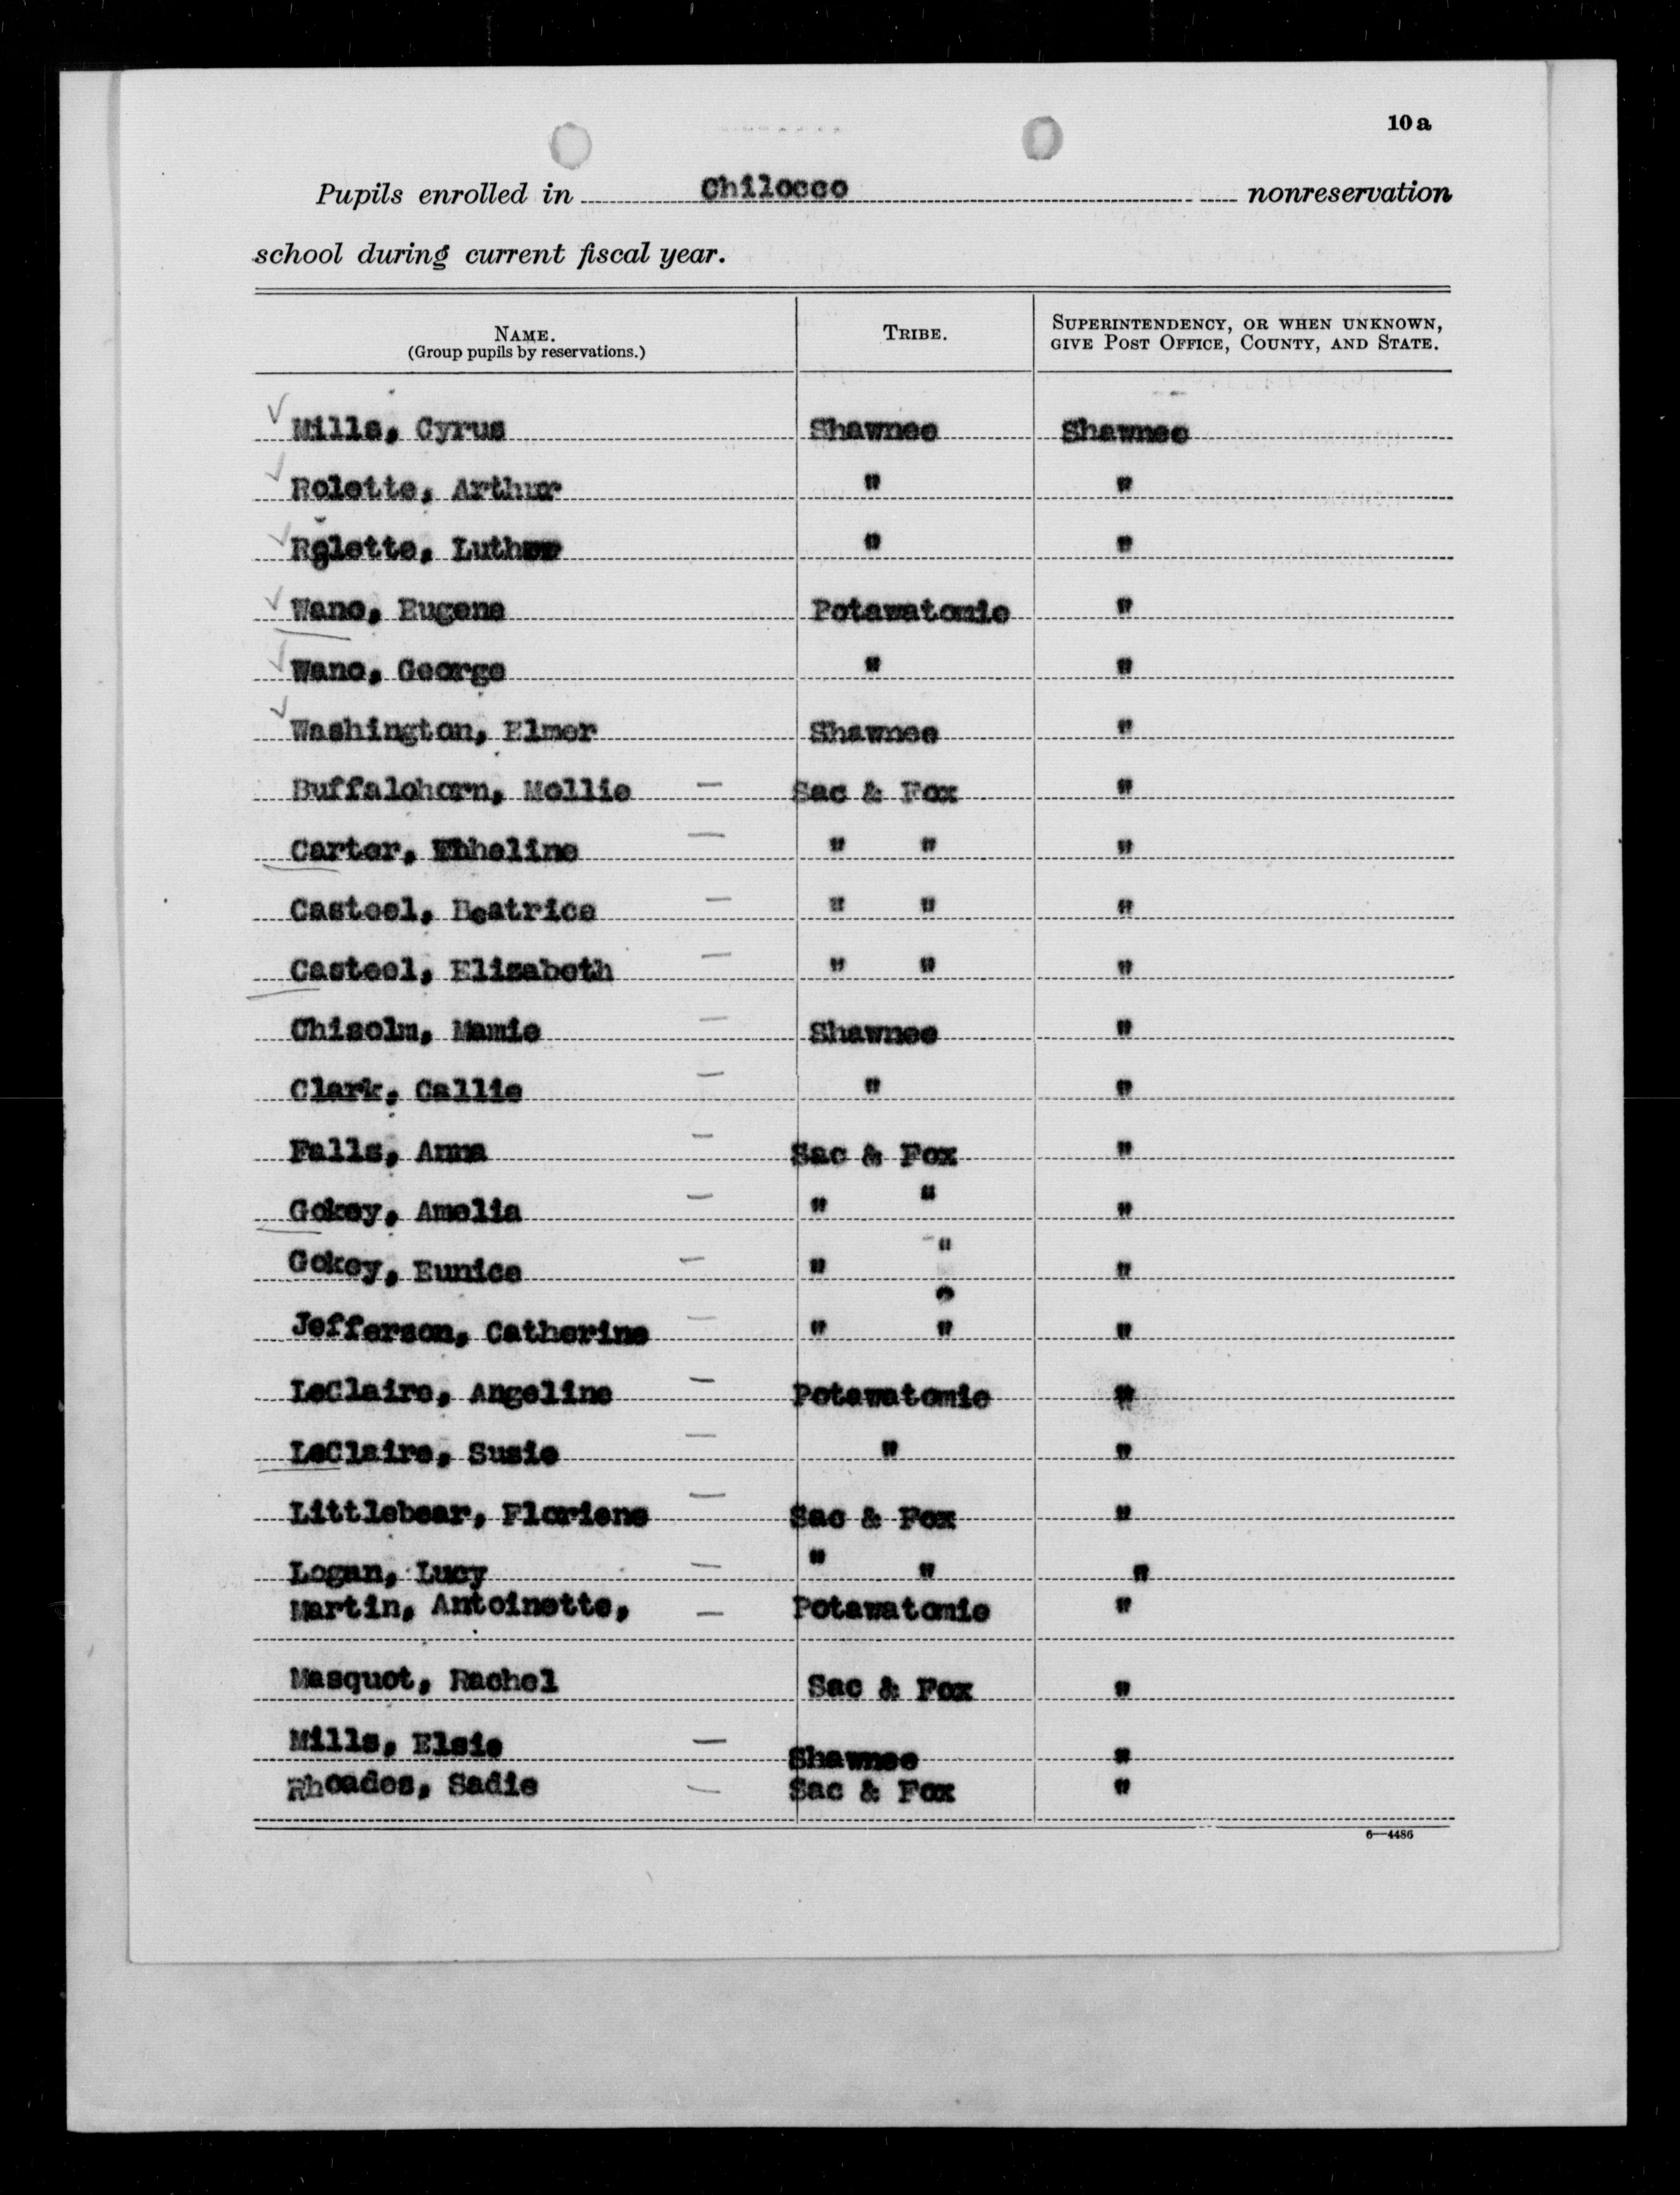 10 a
Pupils enrolled in Chilocco nonreservation
school during current fiscal year.
NAME. TRIBE. SUPERINTENDENCY, OR WHEN UNKNOWN,
(Group pupils by reservations.) GIVE POST OFFICE, COUNTY, AND STATE.
✓ Mills, Cyrus Shawnee Shawnee
✓ Rolette, Arthur " "
✓ Rolette, Luther " "
✓ Wano, Eugene Potawatomie "
✓ Wano, George " "
✓ Washington, Elmer Shawnee "
Buffalohorn, Mollie — Sac & Fox "
Carter, — " " "
Casteel, Beatrice — " " "
Casteel, Elizabeth — " " "
Chisolm, Mamie — Shawnee "
Clark, Callie — " "
Falls, Anna — Sac & Fox "
Gokey, Amelia — " " "
Gokey, Eunice — " " "
Jefferson, Catherine — " " "
LeClaire, Angeline — Potawatomie "
LeClaire, Susie — " "
Littlebear, Floriene — Sac & Fox "
Logan, Lucy — " " "
Martin, Antoinette, — Potawatomie "
Masquot, Rachel Sac & Fox "
Mills, Elsie — Shawnee "
Rhoades, Sadie — Sac & Fox "
6—4486